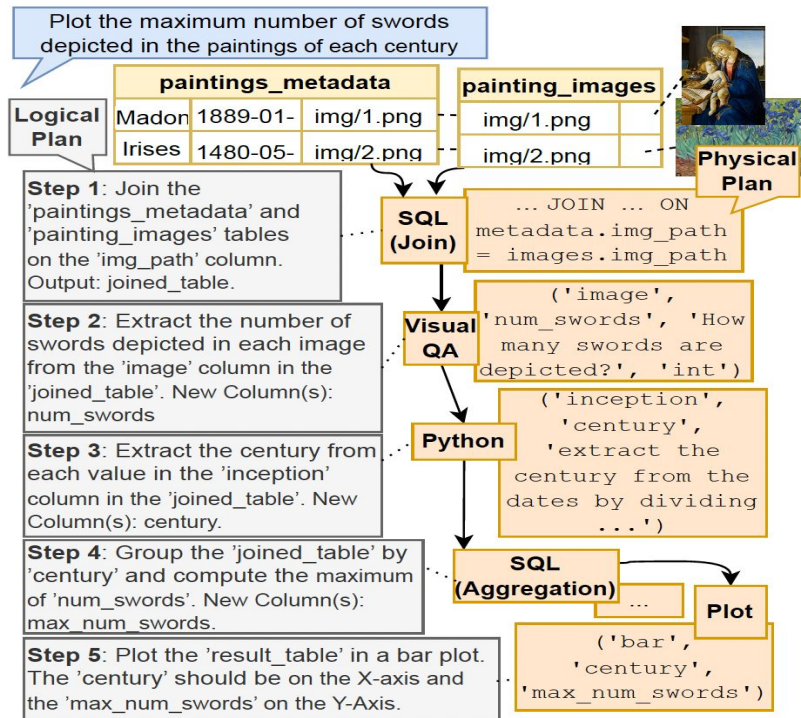 Plot the maximum number of swords
depicted in the paintings of each century
paintings_metadata
Madon 1889-01- img/1.png
Irises 1480-05- img/2.png
painting_images
img/1.png
img/2.png
Logical
Plan
Physical
Plan
Step 1: Join the
'paintings_metadata' and
'painting_images' tables
on the 'img_path' column.
Output: joined_table.
SQL
(Join)
... JOIN ... ON
metadata.img_path
= images.img_path
Step 2: Extract the number of
swords depicted in each image
from the 'image' column in the
'joined_table'. New Column(s):
num_swords
Visual
QA
('image',
'num_swords', 'How
many swords are
depicted?', 'int')
Step 3: Extract the century from
each value in the 'inception'
column in the 'joined_table'. New
Column(s): century.
Python
('inception',
'century',
'extract the
century from the
dates by dividing
...')
Step 4: Group the 'joined_table' by
'century' and compute the maximum
of 'num_swords'. New Column(s):
max_num_swords.
SQL
(Aggregation)
...
Plot
Step 5: Plot the 'result_table' in a bar plot.
The 'century' should be on the X-axis and
the 'max_num_swords' on the Y-Axis.
('bar',
'century',
'max_num_swords')